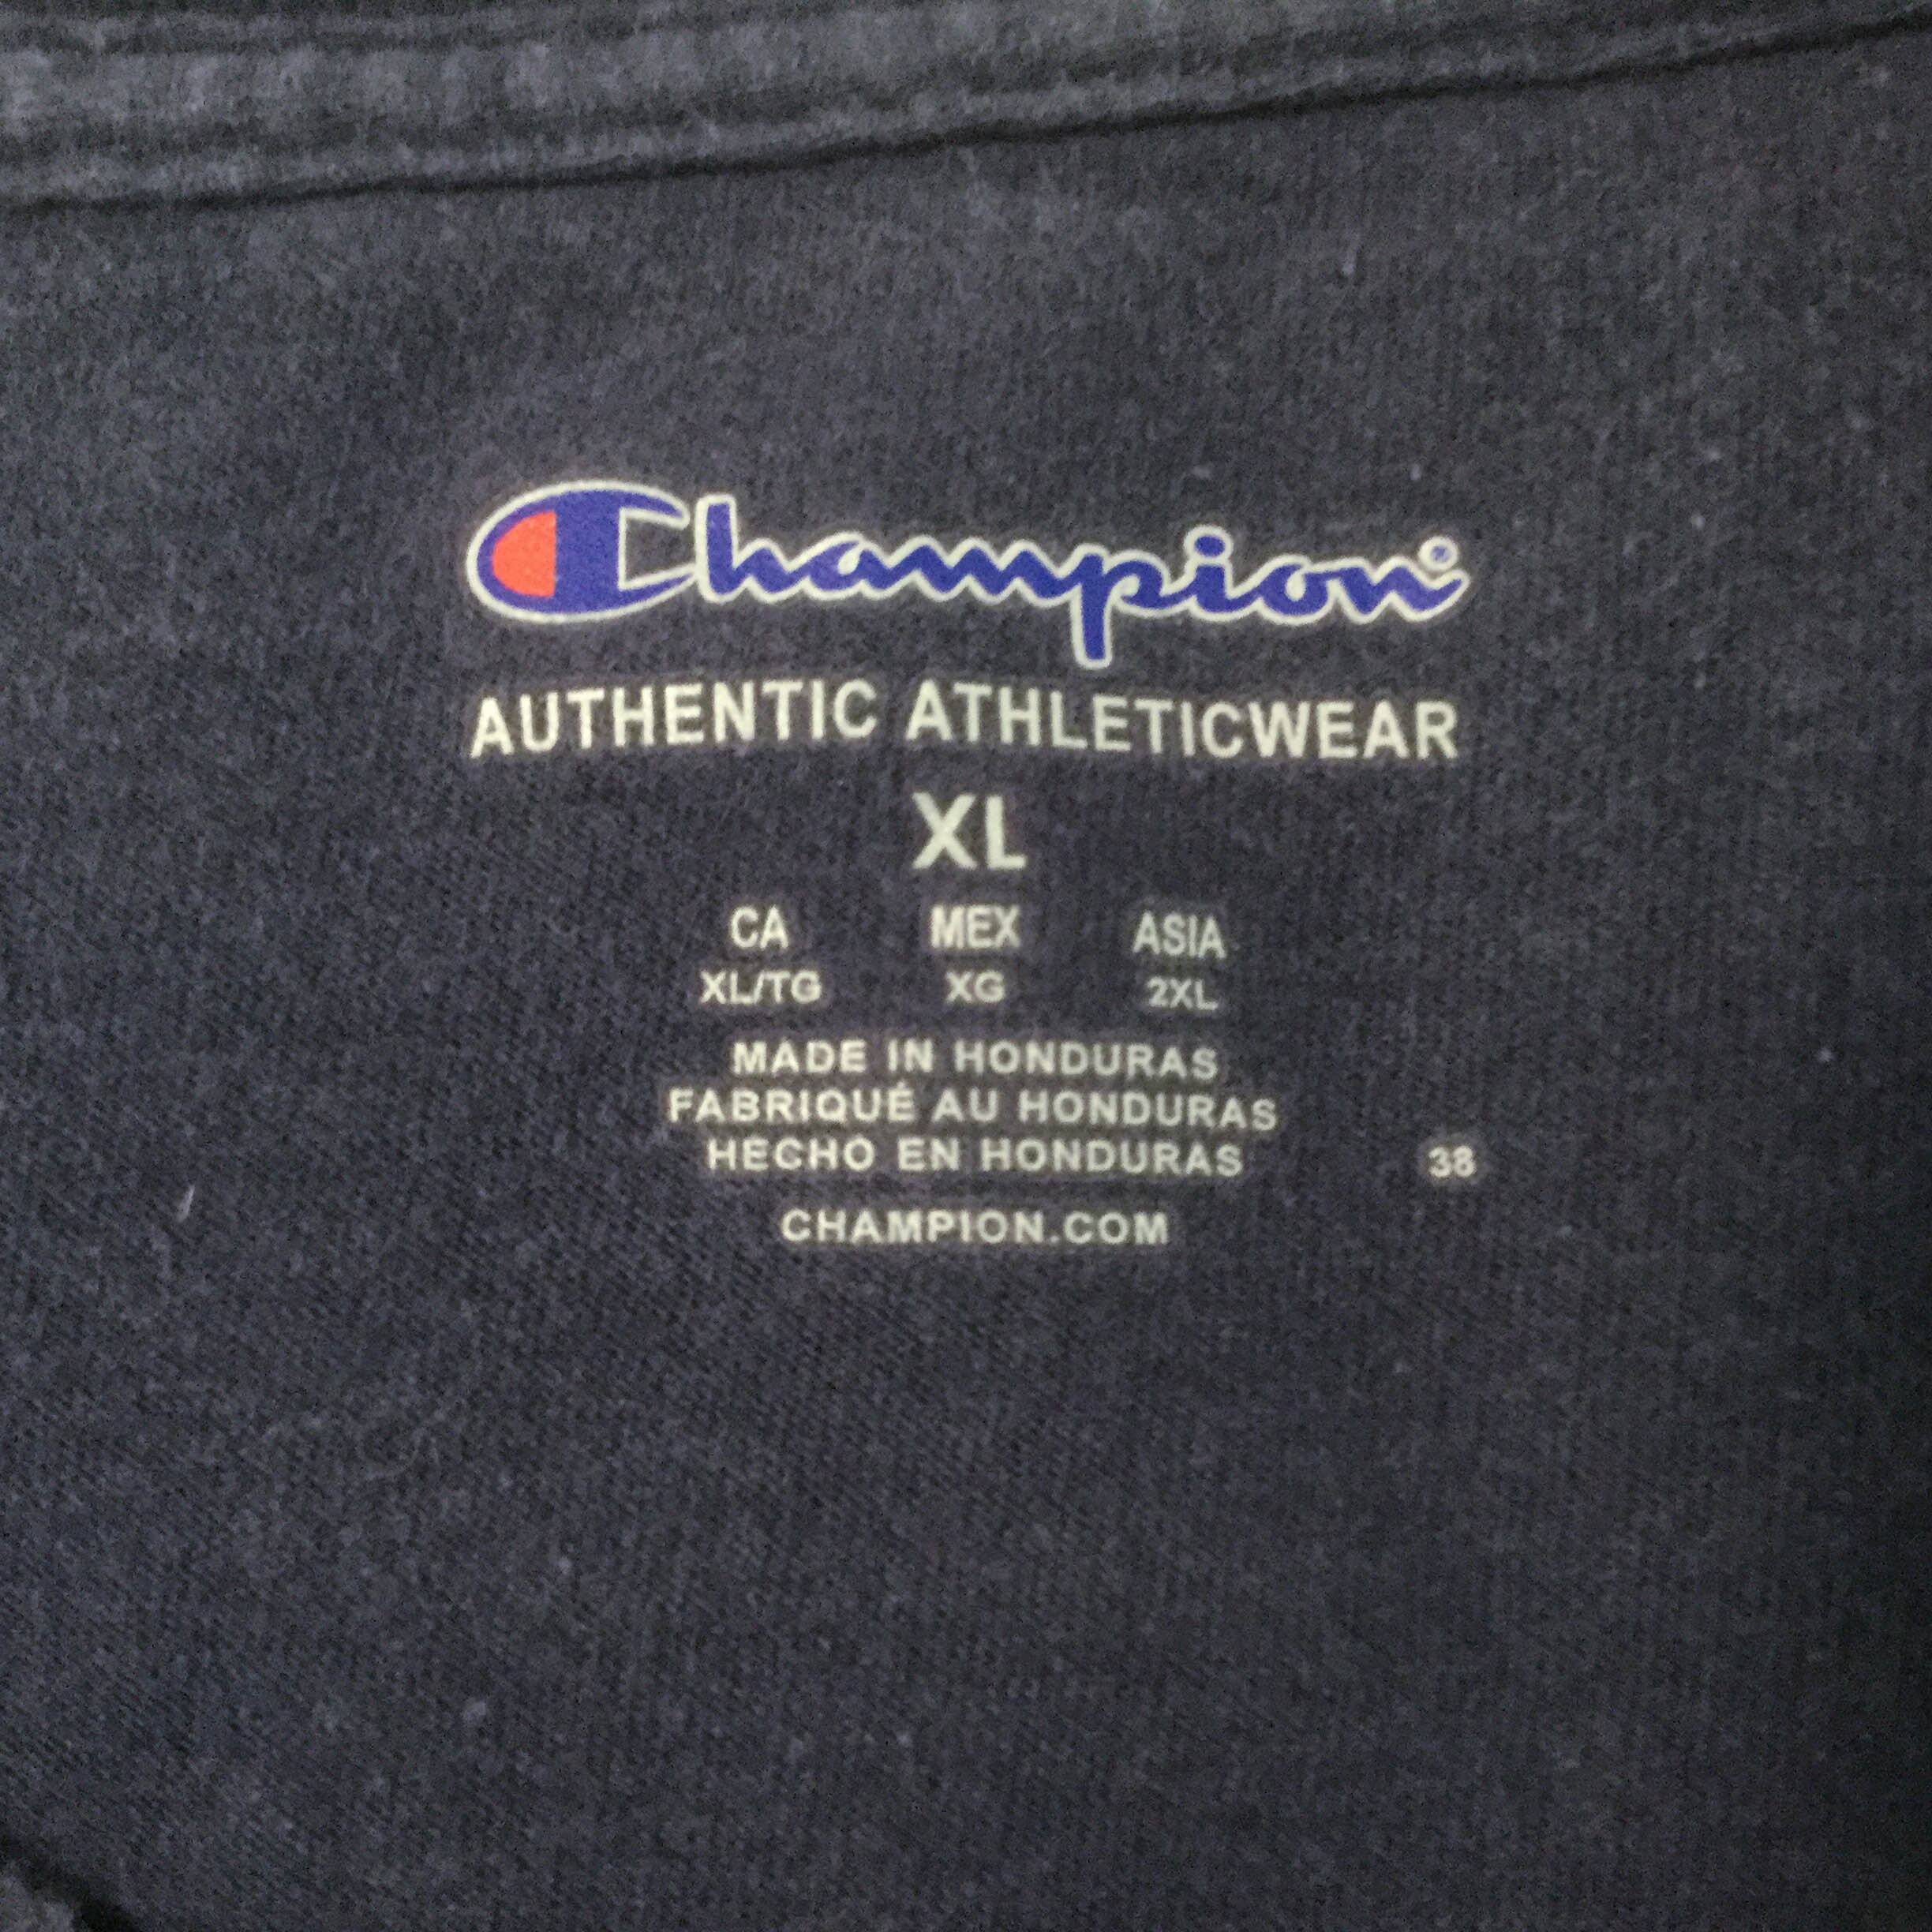 Champion®
AUTHENTIC ATHLETICWEAR
XL
CA MEX ASIA
XL/TG XG 2XL
MADE IN HONDURAS
FABRIQUÉ AU HONDURAS
HECHO EN HONDURAS 38
CHAMPION.COM